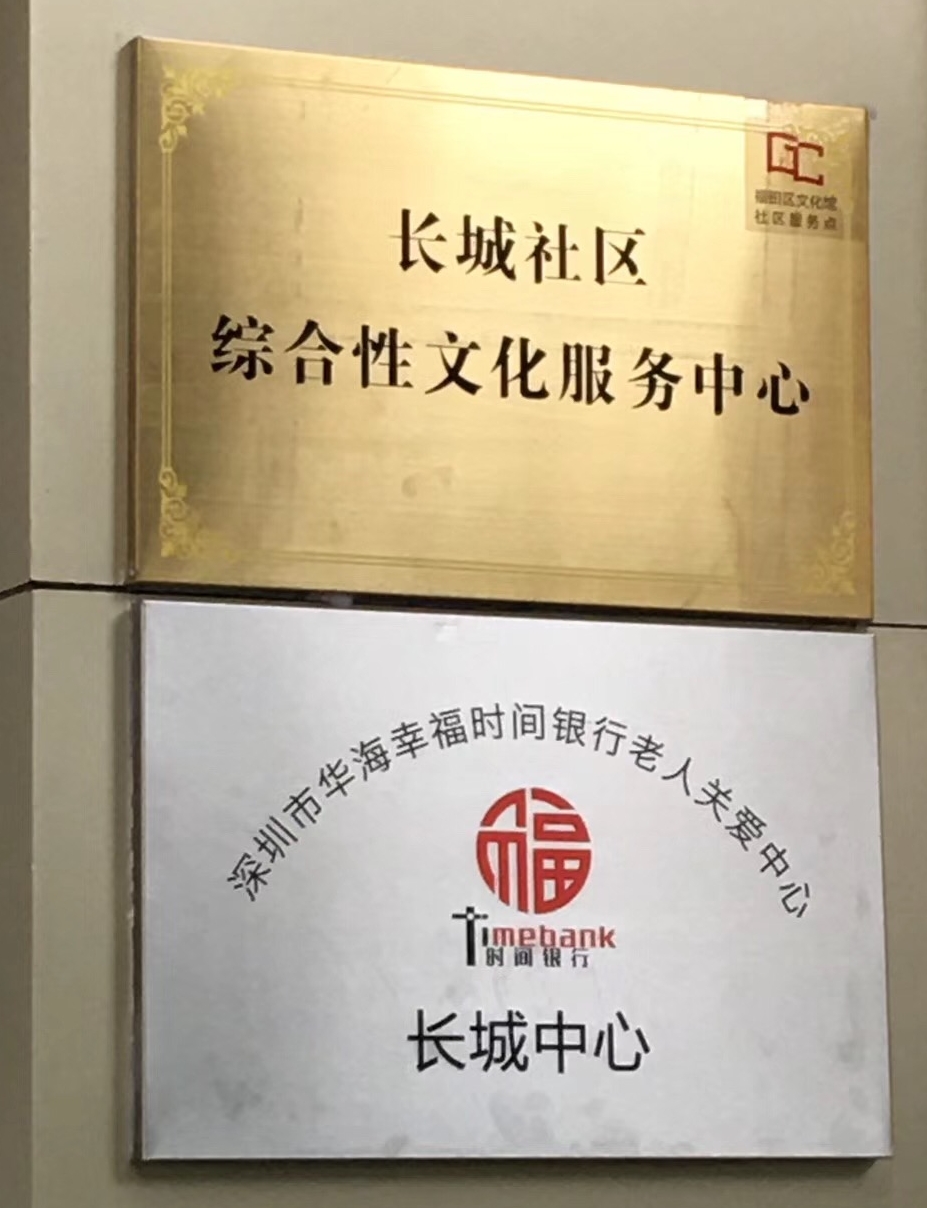 GC
福田区文化馆
社区服务点
长城社区
综合性文化服务中心
深圳市华海幸福时间银行老人关爱中心
福
Timebank
时间银行
长城中心